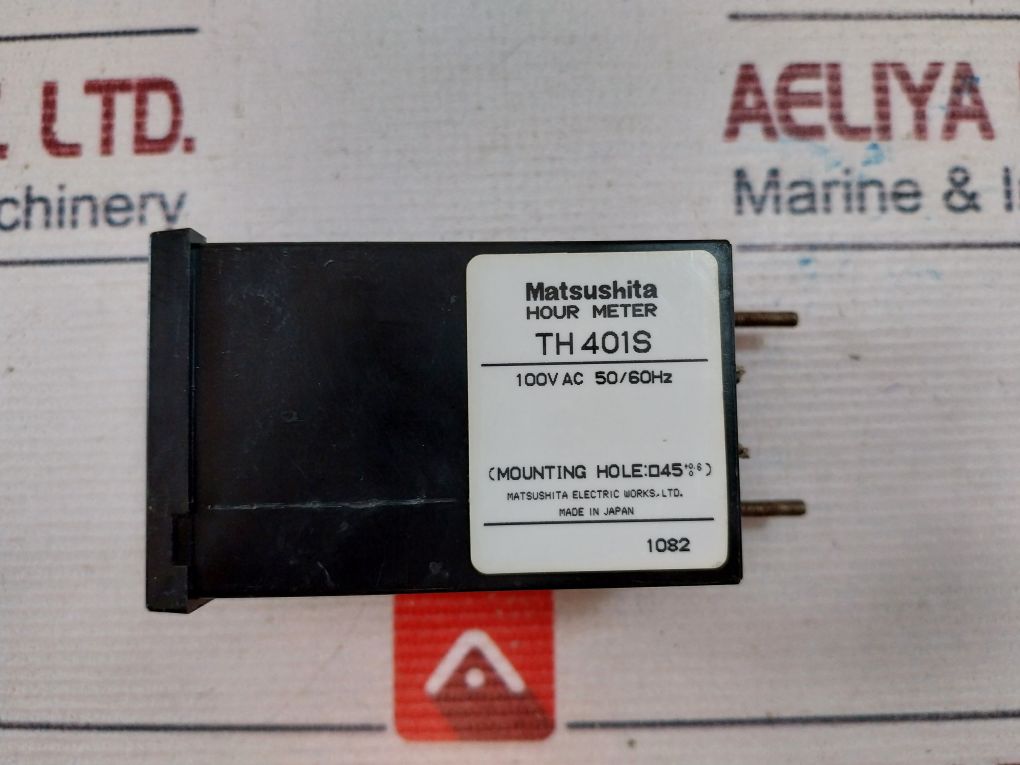 . LTD.
AELIYA
chinery
Marine & I
Matsushita
HOUR METER
TH 401S
100V AC 50/60Hz
(MOUNTING HOLE:□45 +0.6 0)
MATSUSHITA ELECTRIC WORKS, LTD.
MADE IN JAPAN
1082